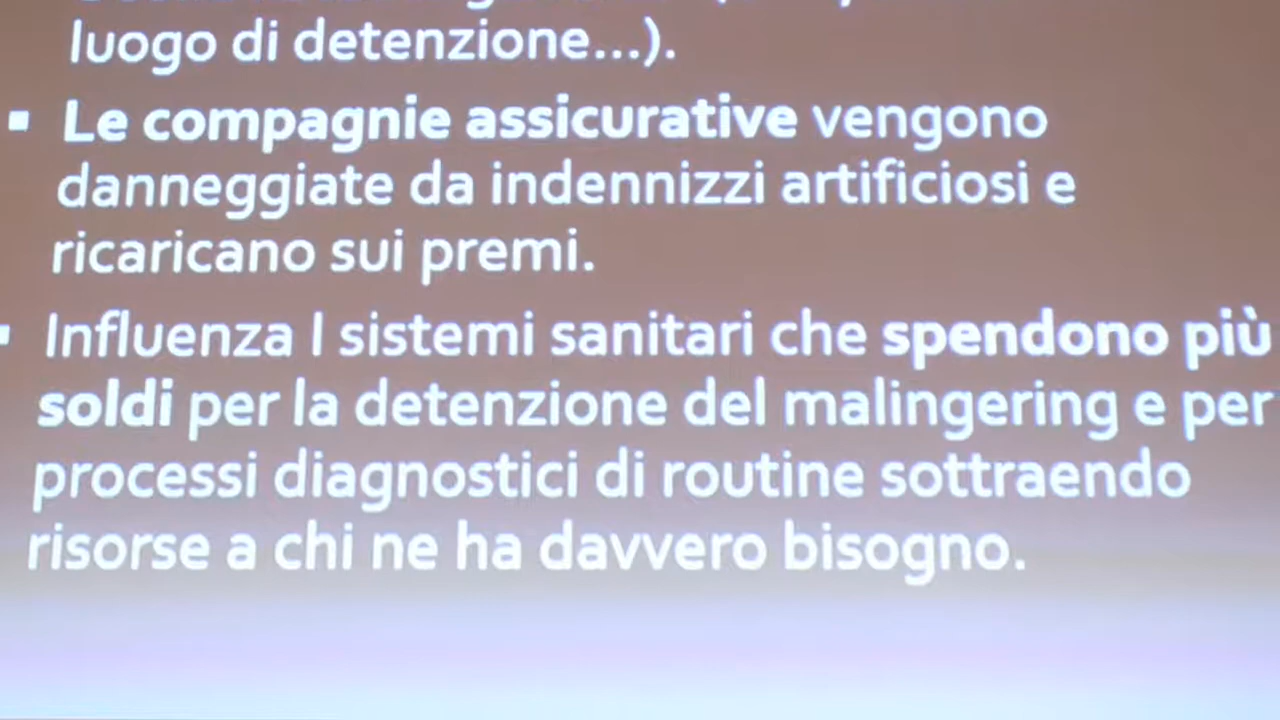 luogo di detenzione...).
▪ Le compagnie assicurative vengono
danneggiate da indennizzi artificiosi e
ricaricano sui premi.
▪ Influenza I sistemi sanitari che spendono più
soldi per la detenzione del malingering e per
processi diagnostici di routine sottraendo
risorse a chi ne ha davvero bisogno.